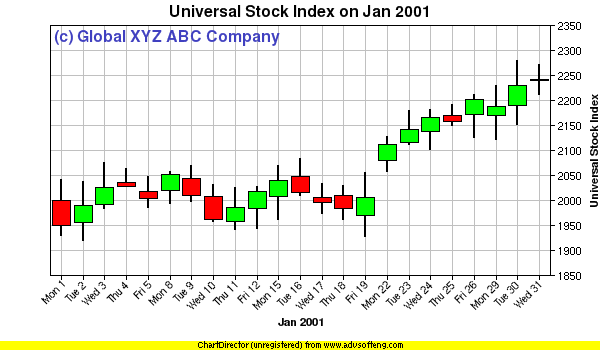 Universal Stock Index on Jan 2001
(c) Global XYZ ABC Company
2350
2300
2250
2200
2150
2100
2050
2000
1950
1900
1850
Universal Stock Index
Mon 1
Tue 2
Wed 3
Thu 4
Fri 5
Mon 8
Tue 9
Wed 10
Thu 11
Fri 12
Mon 15
Tue 16
Wed 17
Thu 18
Fri 19
Mon 22
Tue 23
Wed 24
Thu 25
Fri 26
Mon 29
Tue 30
Wed 31
Jan 2001
ChartDirector (unregistered) from www.advsofteng.com